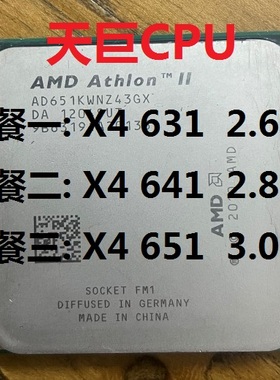 天巨CPU
AMD Athlon™ II
AD651KWNZ43GX
餐一: X4 631 2.6
餐二: X4 641 2.8
餐三: X4 651 3.0
AMD
SOCKET FM1
DIFFUSED IN GERMANY
MADE IN CHINA